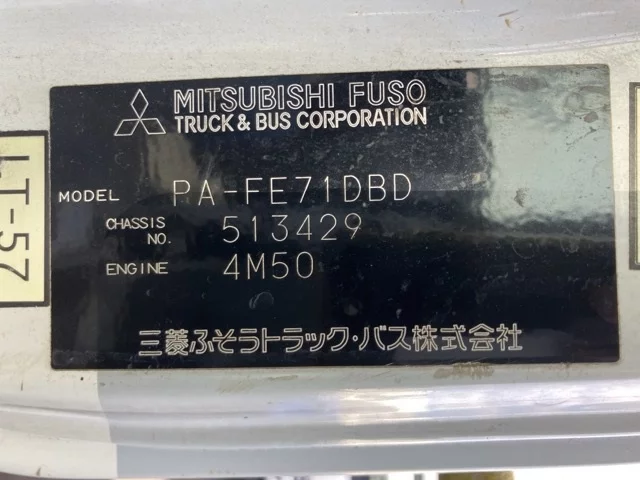 MITSUBISHI FUSO
TRUCK & BUS CORPORATION
MODEL PA-FE71DBD
CHASSIS NO. 513429
ENGINE 4M50
三菱ふそうトラック・バス株式会社
LT-57